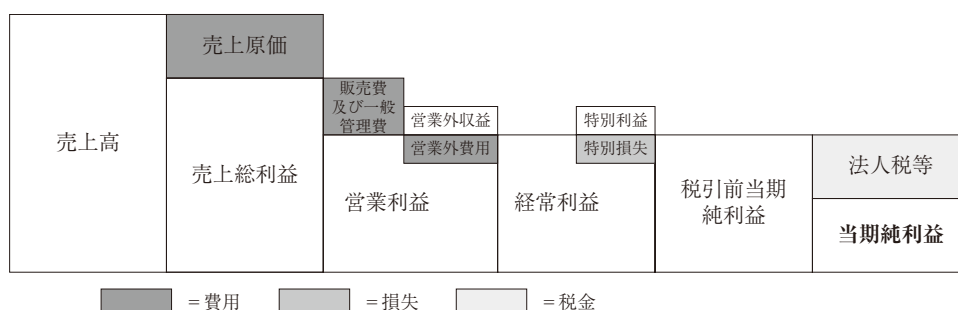 売上高
売上原価
売上総利益
販売費
及び一般
管理費
営業外収益
営業外費用
営業利益
特別利益
特別損失
経常利益
税引前当期
純利益
法人税等
当期純利益
=費用
=損失
=税金